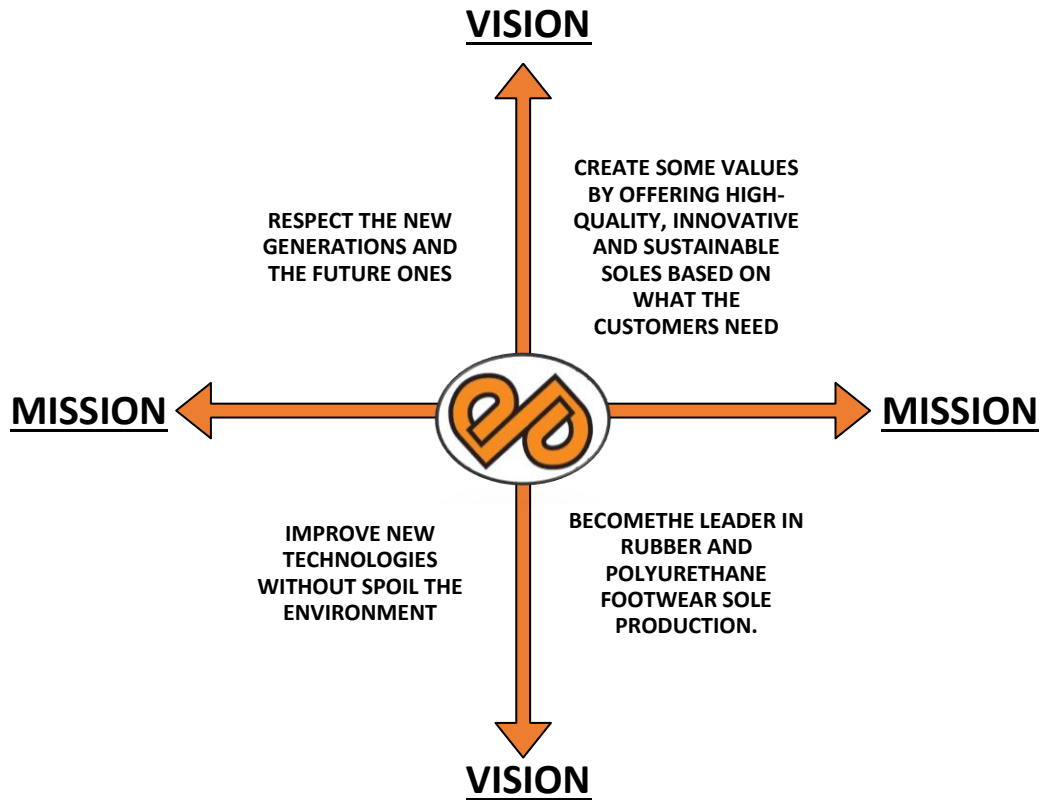 VISION
CREATE SOME VALUES
BY OFFERING HIGH-
QUALITY, INNOVATIVE
AND SUSTAINABLE
SOLES BASED ON
WHAT THE
CUSTOMERS NEED
RESPECT THE NEW
GENERATIONS AND
THE FUTURE ONES
MISSION
MISSION
IMPROVE NEW
TECHNOLOGIES
WITHOUT SPOIL THE
ENVIRONMENT
BECOMETHE LEADER IN
RUBBER AND
POLYURETHANE
FOOTWEAR SOLE
PRODUCTION.
VISION